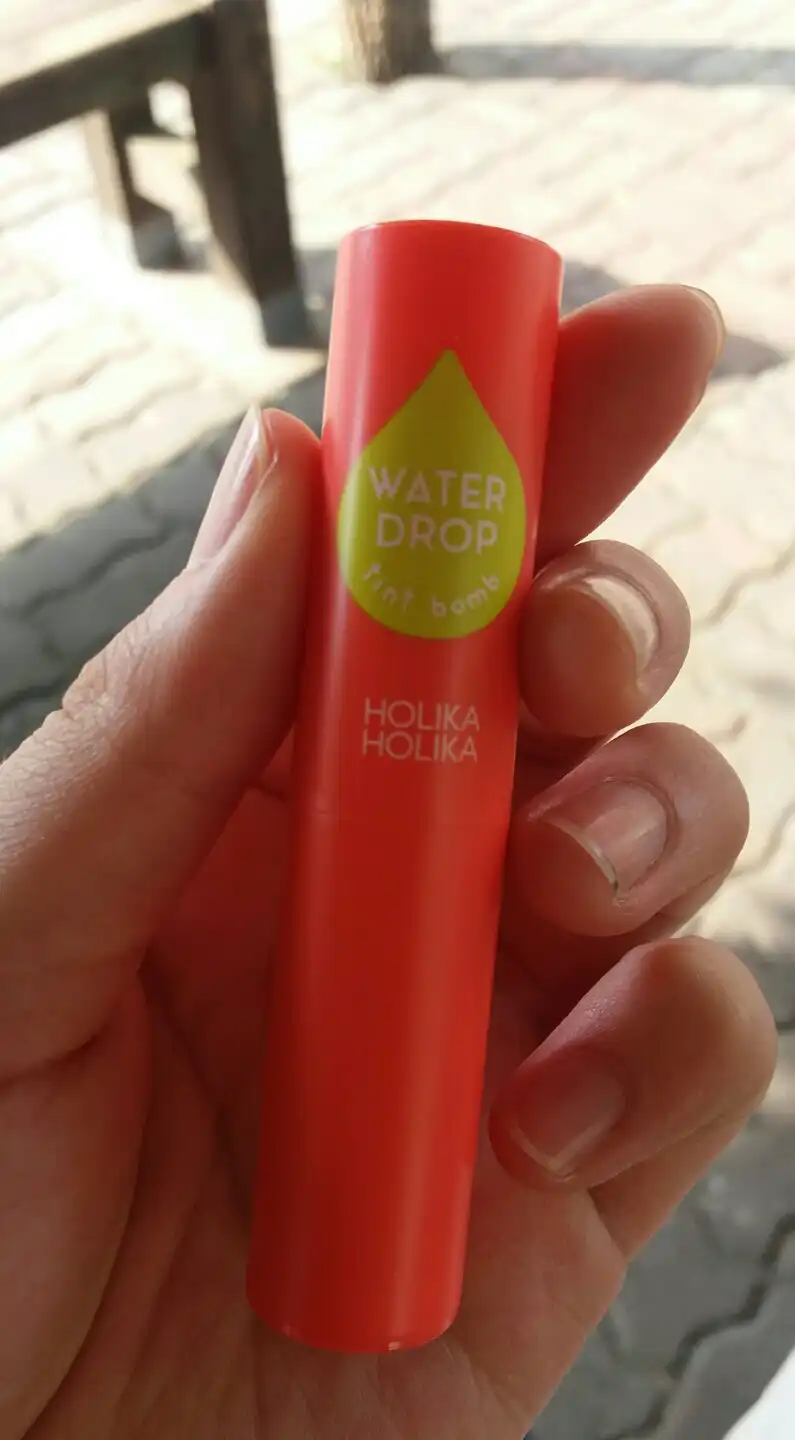 WATER
DROP
tint bomb
HOLIKA
HOLIKA